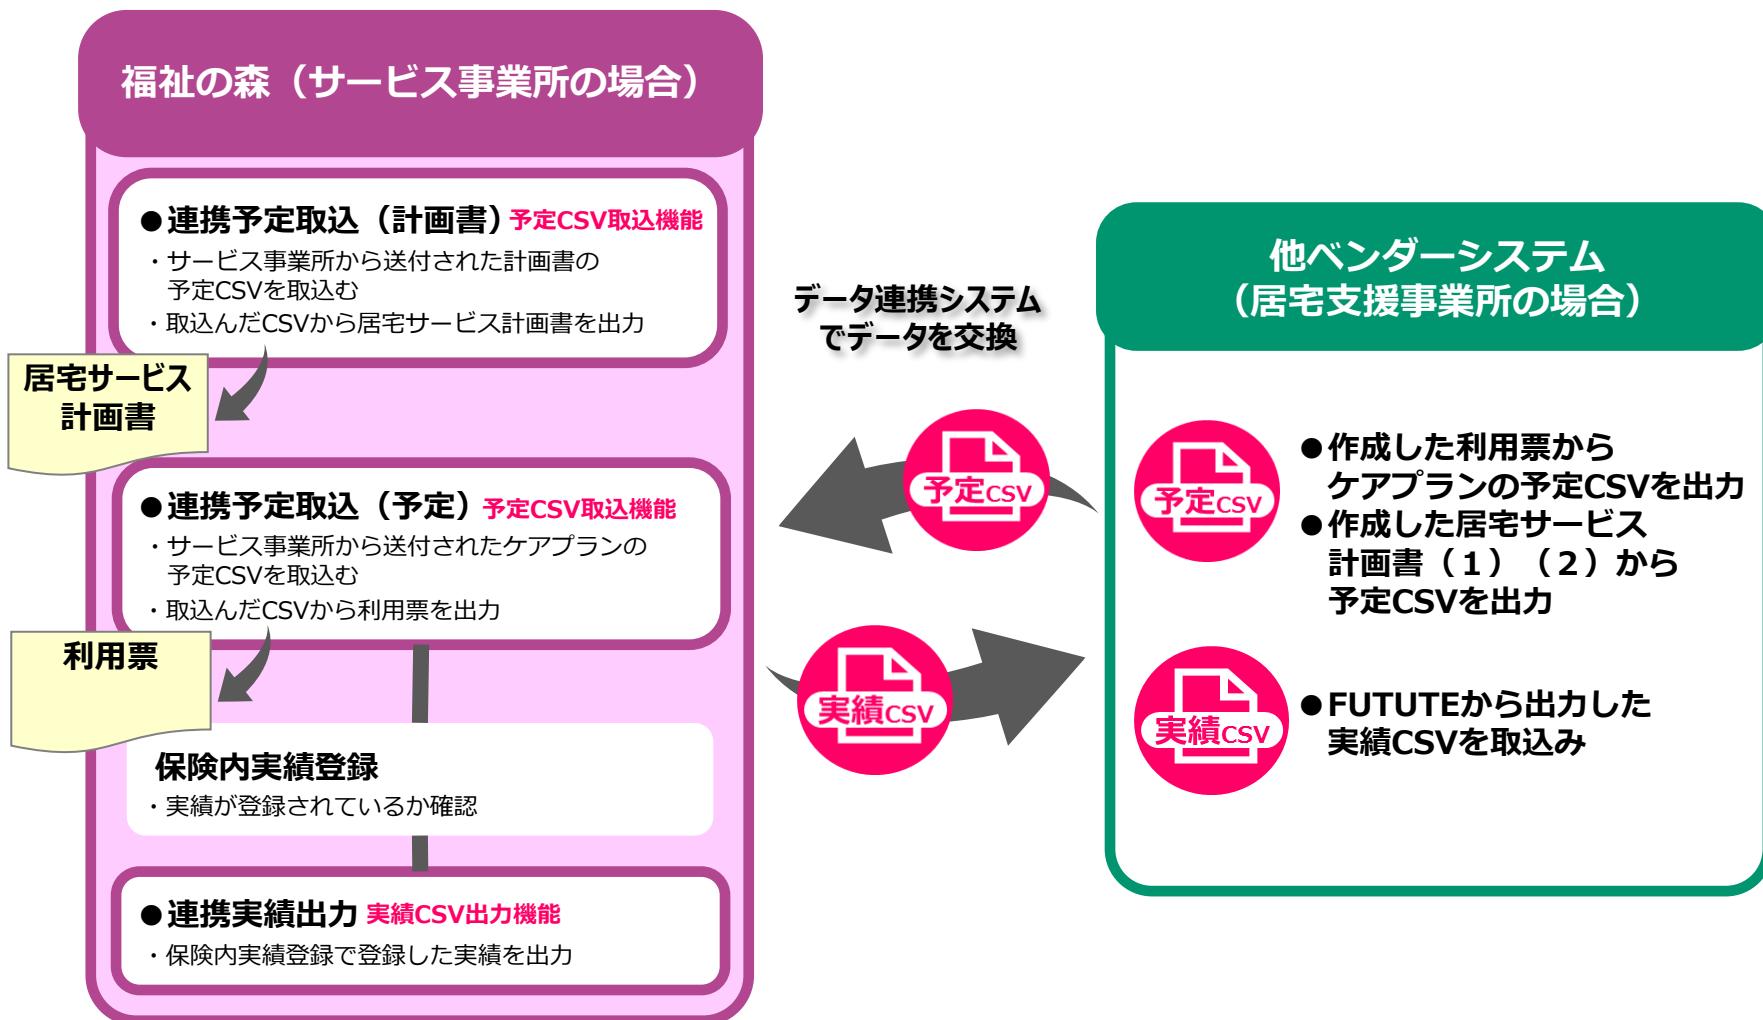 福祉の森（サービス事業所の場合）
●連携予定取込（計画書）予定CSV取込機能
・サービス事業所から送付された計画書の
予定CSVを取込む
・取込んだCSVから居宅サービス計画書を出力
居宅サービス
計画書
●連携予定取込（予定）予定CSV取込機能
・サービス事業所から送付されたケアプランの
予定CSVを取込む
・取込んだCSVから利用票を出力
利用票
保険内実績登録
・実績が登録されているか確認
●連携実績出力 実績CSV出力機能
・保険内実績登録で登録した実績を出力
データ連携システム
でデータを交換
予定CSV
実績CSV
他ベンダーシステム
（居宅支援事業所の場合）
予定CSV
●作成した利用票から
ケアプランの予定CSVを出力
●作成した居宅サービス
計画書（１）（２）から
予定CSVを出力
実績CSV
●FUTUTEから出力した
実績CSVを取込み